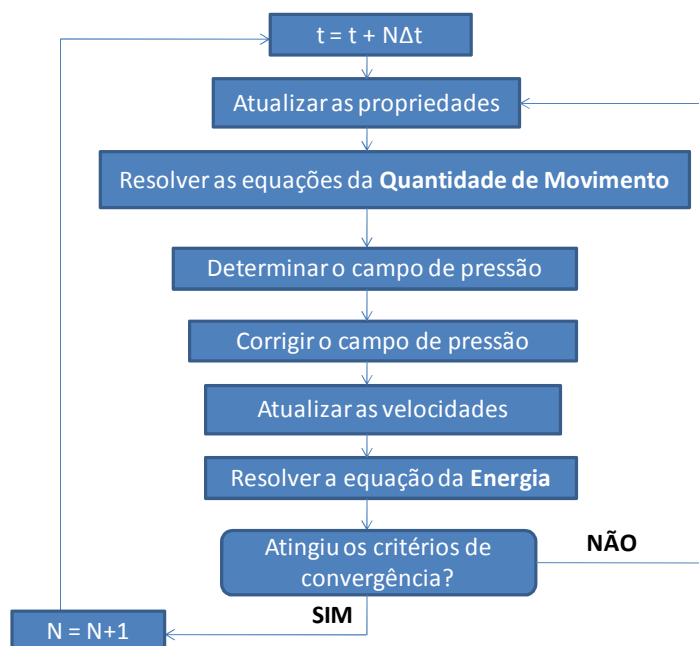 t = t + NΔt
Atualizar as propriedades
Resolver as equações da Quantidade de Movimento
Determinar o campo de pressão
Corrigir o campo de pressão
Atualizar as velocidades
Resolver a equação da Energia
Atingiu os critérios de
convergência?
NÃO
SIM
N = N+1